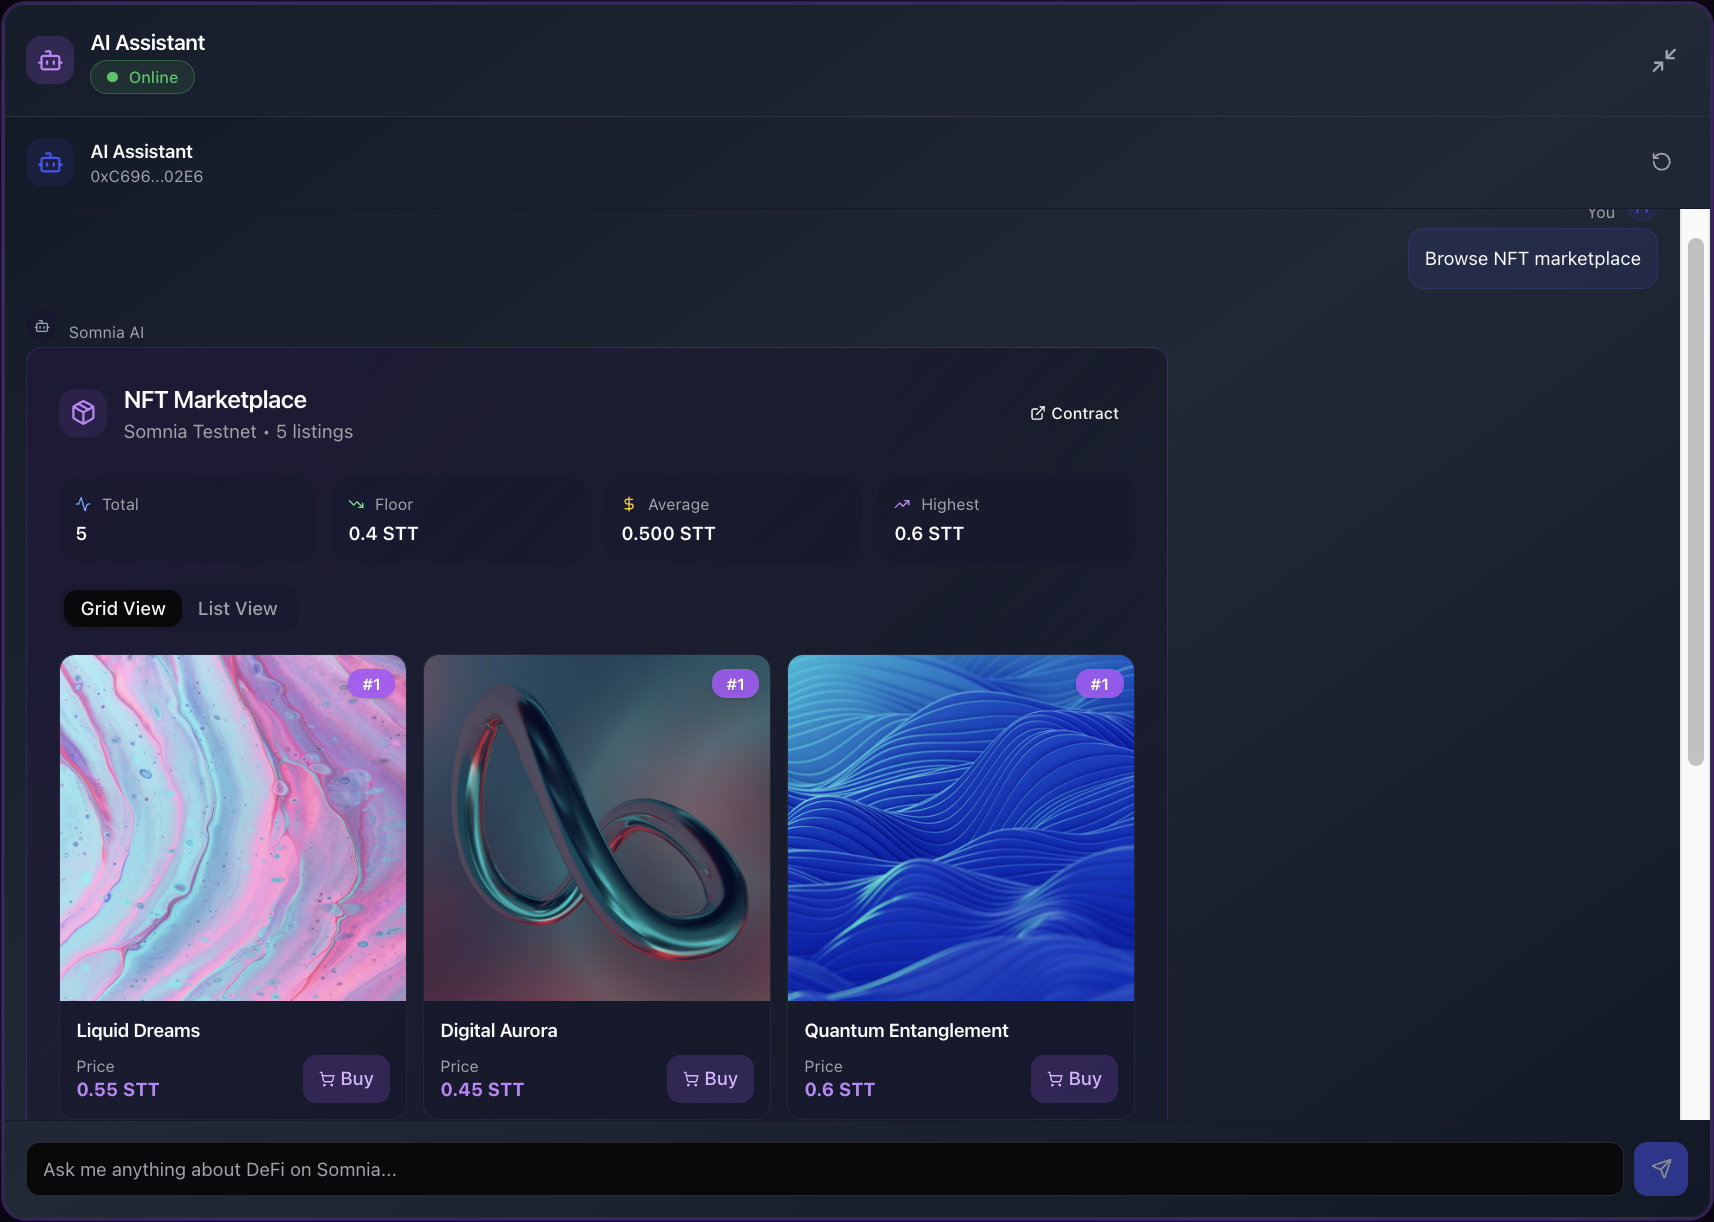 AI Assistant
Online
AI Assistant
0xC696...02E6
You
Browse NFT marketplace
Somnia AI
NFT Marketplace
Somnia Testnet • 5 listings
Contract
Total
5
Floor
0.4 STT
Average
0.500 STT
Highest
0.6 STT
Grid View
List View
#1
#1
#1
Liquid Dreams
Price
0.55 STT
Buy
Digital Aurora
Price
0.45 STT
Buy
Quantum Entanglement
Price
0.6 STT
Buy
Ask me anything about DeFi on Somnia...